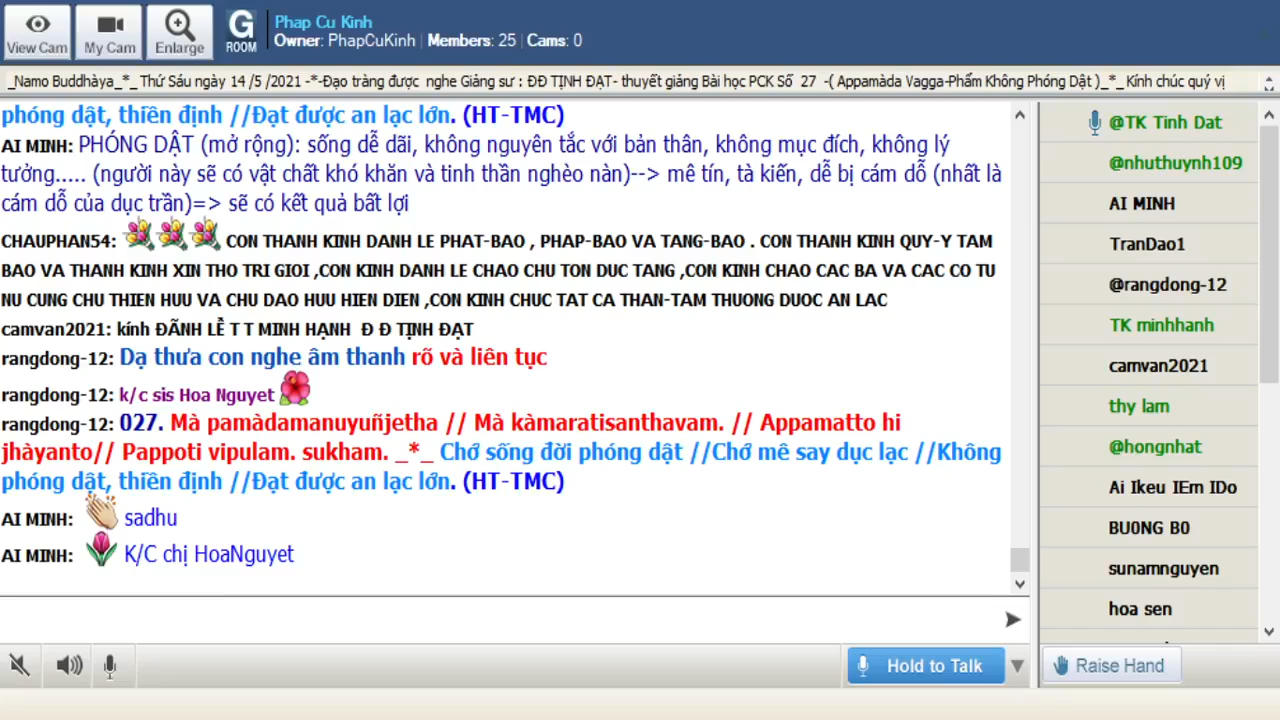 View Cam
My Cam
Enlarge
G
ROOM
Phap Cu Kinh
Owner: PhapCuKinh | Members: 25 | Cams: 0
_Namo Buddhàya_*_ Thứ Sáu ngày 14 /5 /2021 -*-Đạo tràng được nghe Giảng sư : ĐĐ TỊNH ĐẠT- thuyết giảng Bài học PCK Số 27 -( Appamàda Vagga-Phẩm Không Phóng Dật )_*_ Kính chúc quý vị
phóng dật, thiền định //Đạt được an lạc lớn. (HT-TMC)
AI MINH: PHÓNG DẬT (mở rộng): sống dễ dãi, không nguyên tắc với bản thân, không mục đích, không lý
tưởng..... (người này sẽ có vật chất khó khăn và tinh thần nghèo nàn)--> mê tín, tà kiến, dễ bị cám dỗ (nhất là
cám dỗ của dục trần)=> sẽ có kết quả bất lợi
CHAUPHAN54: CON THANH KINH DANH LE PHAT-BAO , PHAP-BAO VA TANG-BAO . CON THANH KINH QUY-Y TAM
BAO VA THANH KINH XIN THO TRI GIOI ,CON KINH DANH LE CHAO CHU TON DUC TANG ,CON KINH CHAO CAC BA VA CAC CO TU
NU CUNG CHU THIEN HUU VA CHU DAO HUU HIEN DIEN ,CON KINH CHUC TAT CA THAN-TAM THUONG DUOC AN LAC
camvan2021: kính ĐÃNH LỄ T T MINH HẠNH Đ Đ TỊNH ĐẠT
rangdong-12: Dạ thưa con nghe âm thanh rõ và liên tục
rangdong-12: k/c sis Hoa Nguyet
rangdong-12: 027. Mà pamàdamanuyuñjetha // Mà kàmaratisanthavam. // Appamatto hi
jhàyanto// Pappoti vipulam. sukham. _*_ Chớ sống đời phóng dật //Chớ mê say dục lạc //Không
phóng dật, thiền định //Đạt được an lạc lớn. (HT-TMC)
AI MINH: sadhu
AI MINH: K/C chị HoaNguyet
@TK Tinh Dat
@nhuthuynh109
AI MINH
TranDao1
@rangdong-12
TK minhhanh
camvan2021
thy lam
@hongnhat
Ai Ikeu IEm IDo
BU0NG B0
sunamnguyen
hoa sen
Hold to Talk
Raise Hand